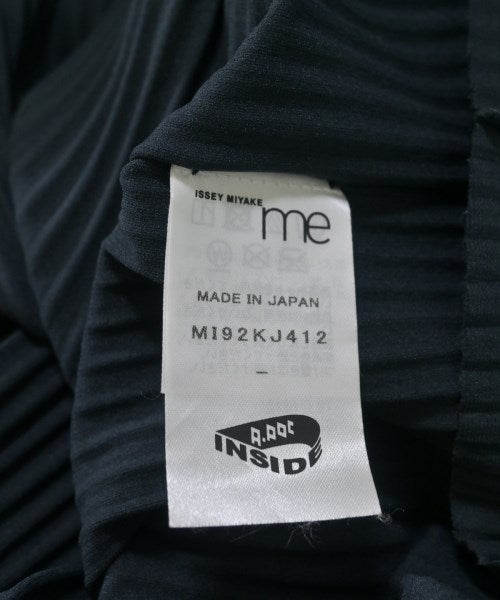 ISSEY MIYAKE
me
MADE IN JAPAN
MI92KJ412
–
A-POC
INSIDE